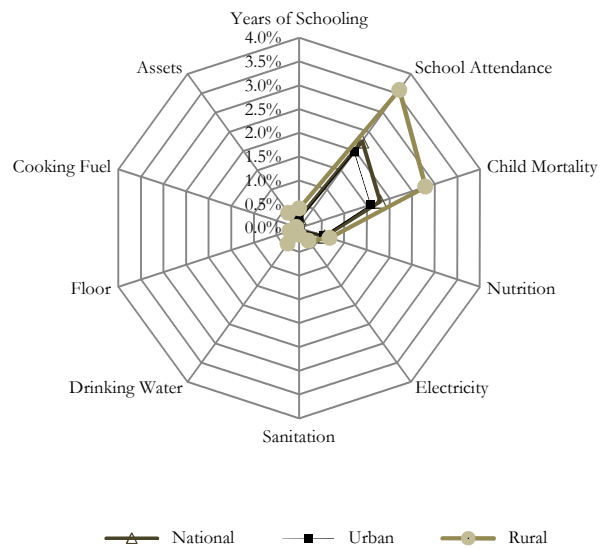 Years of Schooling
4.0%
3.5%
3.0%
2.5%
2.0%
1.5%
1.0%
0.5%
0.0%
School Attendance
Child Mortality
Nutrition
Electricity
Sanitation
Drinking Water
Floor
Cooking Fuel
Assets
National Urban Rural